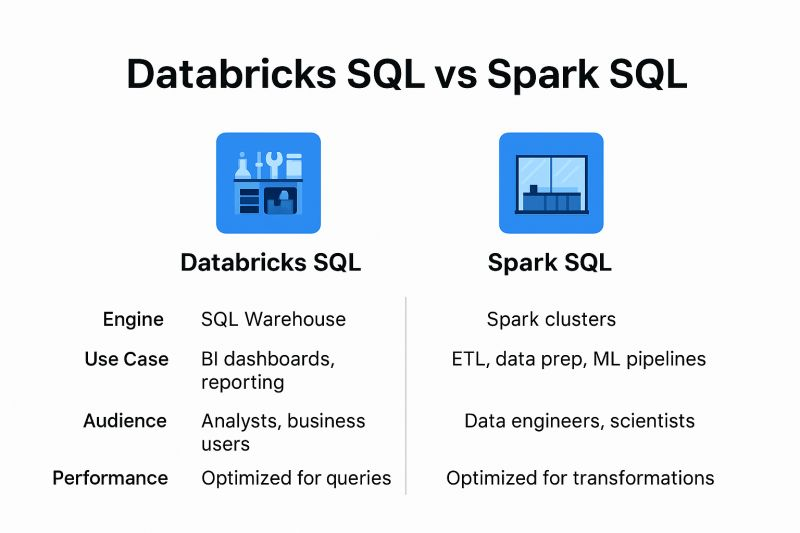 Databricks SQL vs Spark SQL
Databricks SQL
Spark SQL
Engine
SQL Warehouse
Spark clusters
Use Case
BI dashboards,
reporting
ETL, data prep, ML pipelines
Audience
Analysts, business
users
Data engineers, scientists
Performance
Optimized for queries
Optimized for transformations